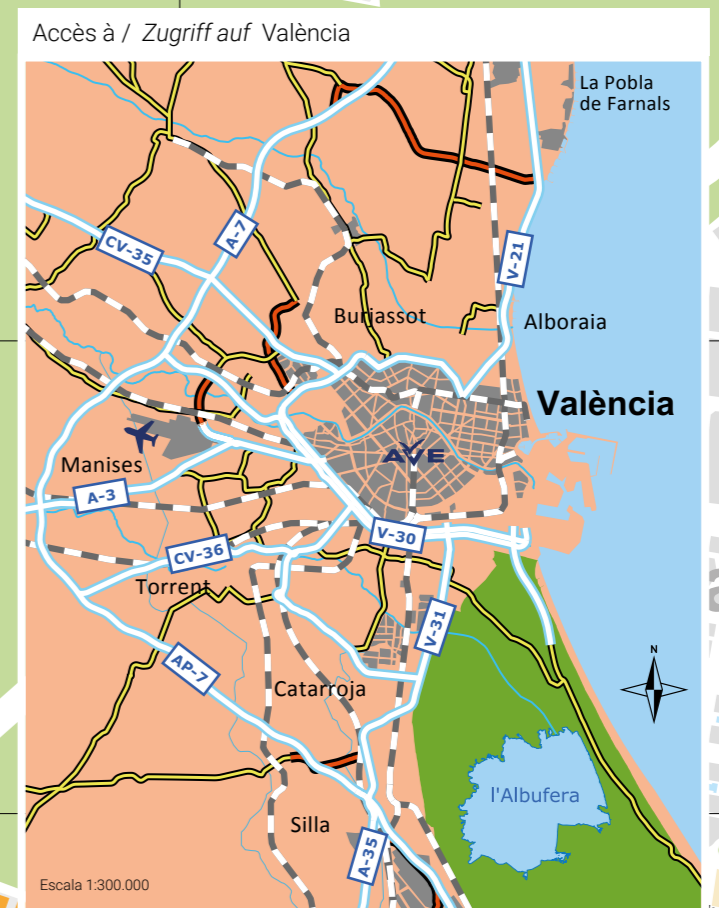 Accès à / Zugriff auf València
La Pobla
de Farnals
A-7
CV-35
V-21
Burjassot
Alboraia
València
AVE
Manises
A-3
V-30
CV-36
Torrent
V-31
N
AP-7
Catarroja
l'Albufera
Silla
A-35
Escala 1:300.000